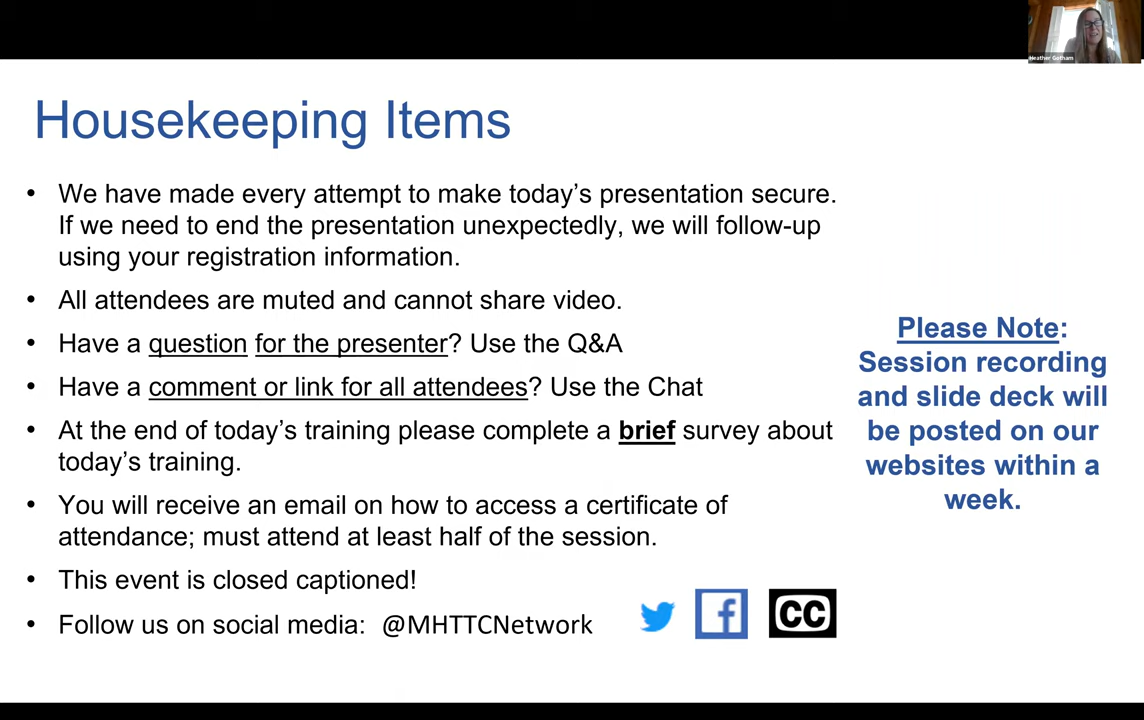 Heather Gotham
Housekeeping Items
• We have made every attempt to make today’s presentation secure.
If we need to end the presentation unexpectedly, we will follow-up
using your registration information.
• All attendees are muted and cannot share video.
• Have a question for the presenter? Use the Q&A
• Have a comment or link for all attendees? Use the Chat
• At the end of today’s training please complete a brief survey about
today’s training.
• You will receive an email on how to access a certificate of
attendance; must attend at least half of the session.
• This event is closed captioned!
• Follow us on social media: @MHTTCNetwork
CC
Please Note:
Session recording
and slide deck will
be posted on our
websites within a
week.